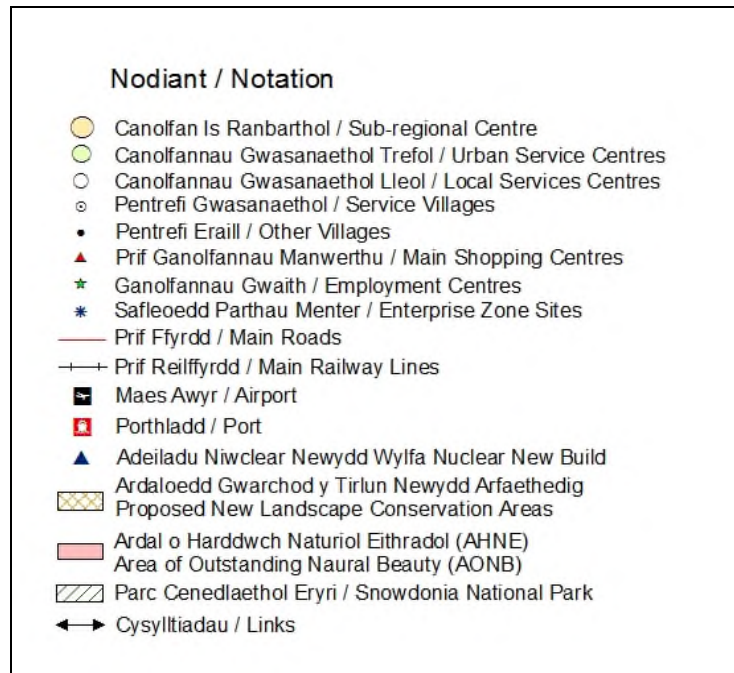 Nodiant / Notation
Canolfan Is Ranbarthol / Sub-regional Centre
Canolfannau Gwasanaethol Trefol / Urban Service Centres
Canolfannau Gwasanaethol Lleol / Local Services Centres
Pentrefi Gwasanaethol / Service Villages
Pentrefi Eraill / Other Villages
Prif Ganolfannau Manwerthu / Main Shopping Centres
Ganolfannau Gwaith / Employment Centres
Safleoedd Parthau Menter / Enterprise Zone Sites
Prif Ffyrdd / Main Roads
Prif Reilffyrdd / Main Railway Lines
Maes Awyr / Airport
Porthladd / Port
Adeiladu Niwclear Newydd Wylfa Nuclear New Build
Ardaloedd Gwarchod y Tirlun Newydd Arfaethedig
Proposed New Landscape Conservation Areas
Ardal o Harddwch Naturiol Eithradol (AHNE)
Area of Outstanding Naural Beauty (AONB)
Parc Cenedlaethol Eryri / Snowdonia National Park
Cysylltiadau / Links